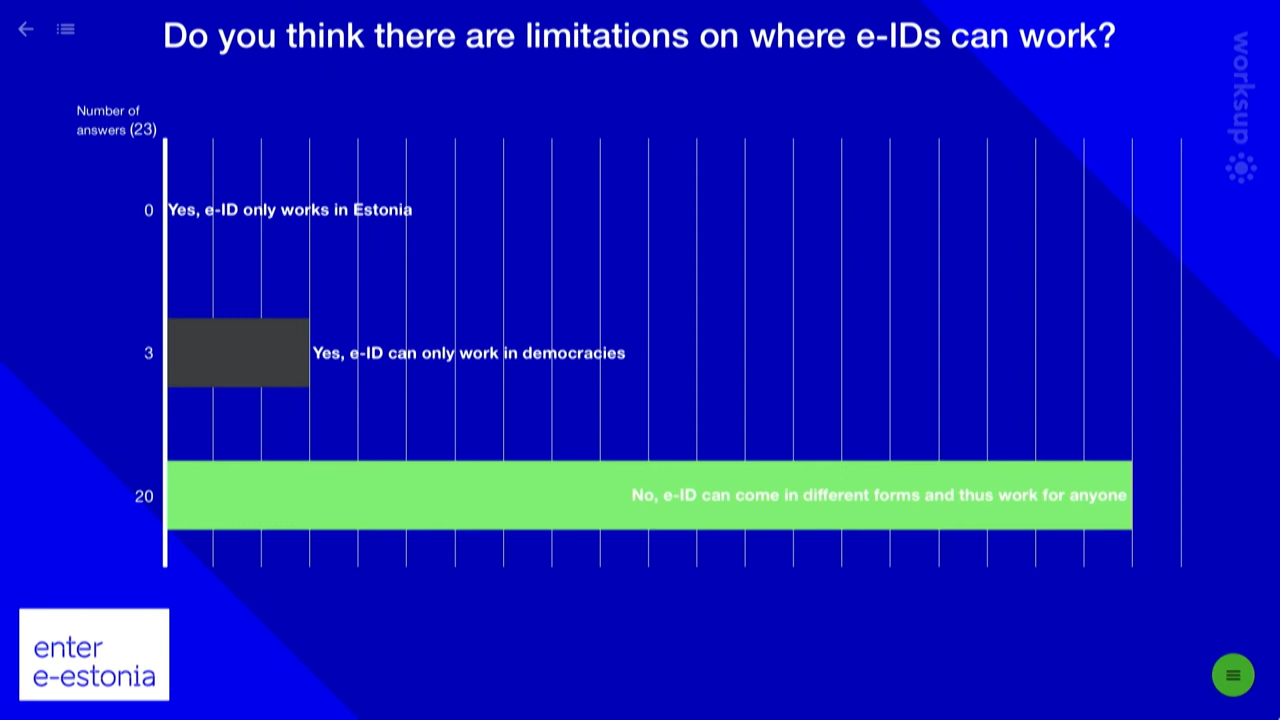 Do you think there are limitations on where e-IDs can work?
worksup
Number of
answers (23)
0
Yes, e-ID only works in Estonia
3
Yes, e-ID can only work in democracies
20
No, e-ID can come in different forms and thus work for anyone
enter
e-estonia